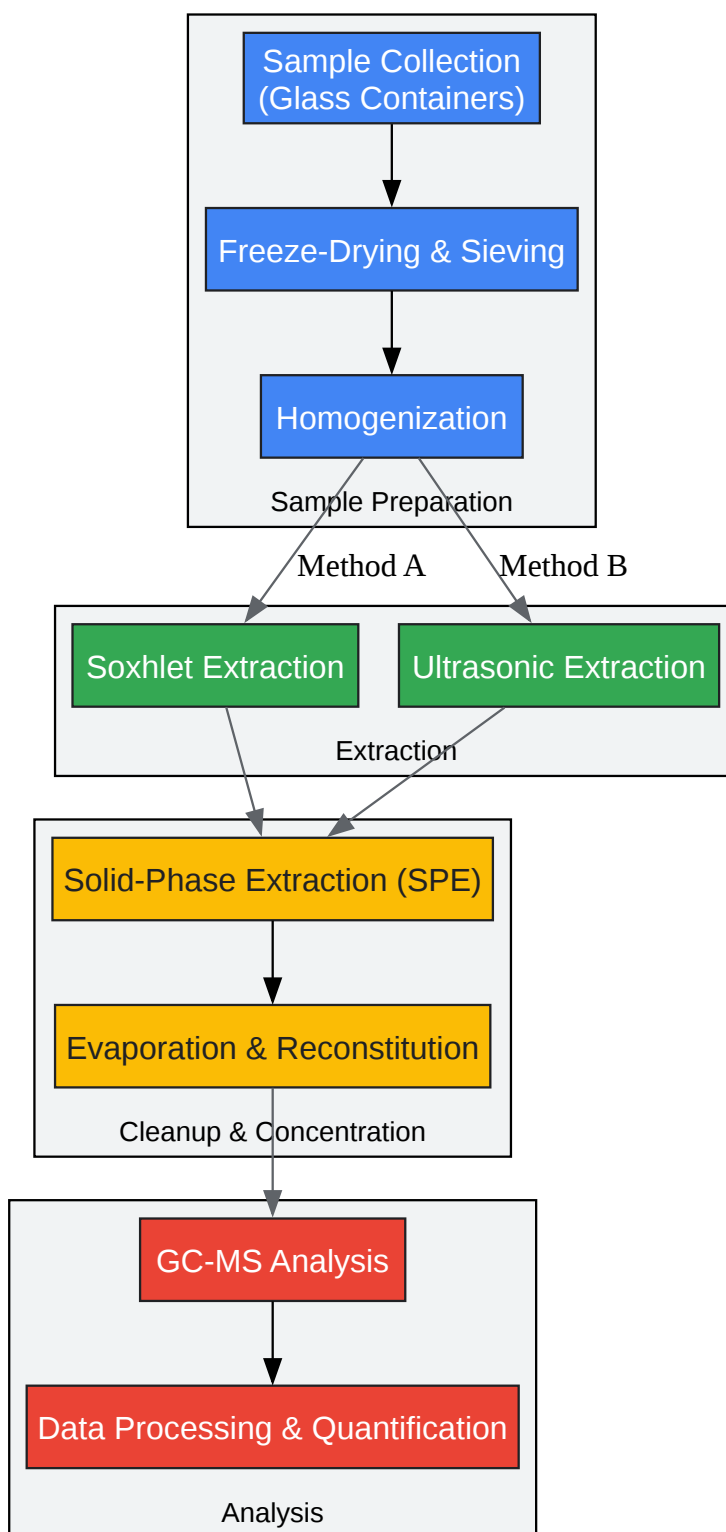 Sample Collection
(Glass Containers)
Freeze-Drying & Sieving
Homogenization
Sample Preparation
Method A
Method B
Soxhlet Extraction
Ultrasonic Extraction
Extraction
Solid-Phase Extraction (SPE)
Evaporation & Reconstitution
Cleanup & Concentration
GC-MS Analysis
Data Processing & Quantification
Analysis